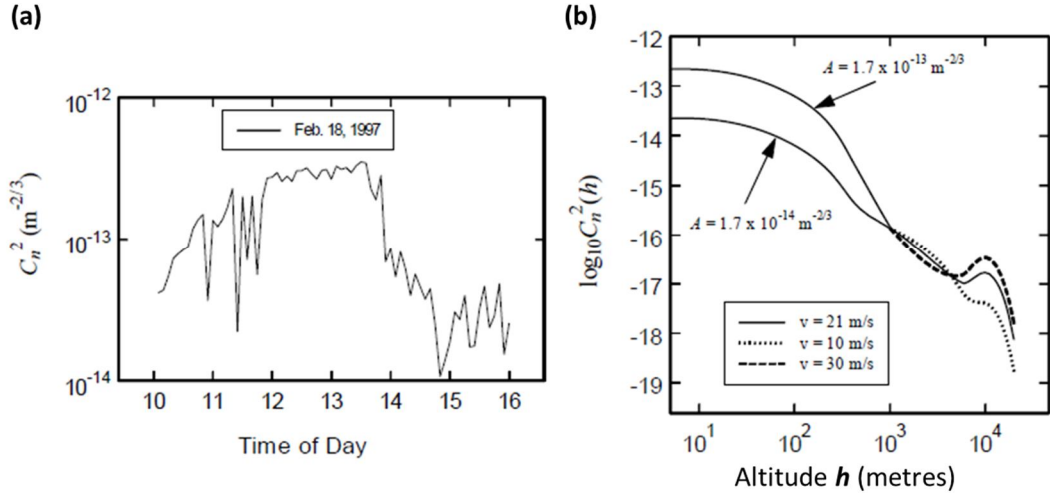 (a)
10^-12
10^-13
10^-14
C_n^2 (m^-2/3)
Feb. 18, 1997
10 11 12 13 14 15 16
Time of Day
(b)
-12
-13
-14
-15
-16
-17
-18
-19
log10C_n^2(h)
A = 1.7 x 10^-13 m^-2/3
A = 1.7 x 10^-14 m^-2/3
v = 21 m/s
v = 10 m/s
v = 30 m/s
10^1 10^2 10^3 10^4
Altitude h (metres)